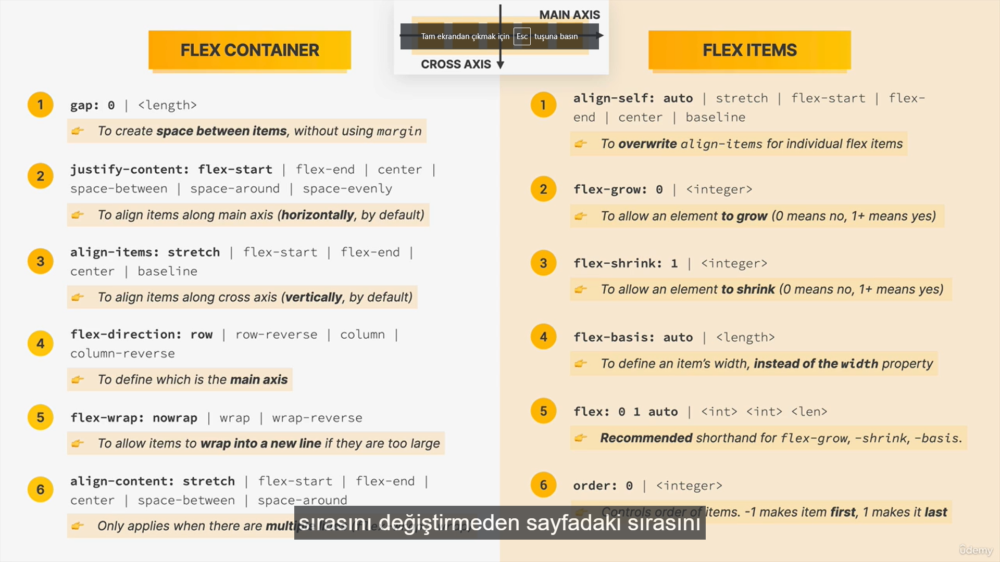 MAIN AXIS
Tam ekrandan çıkmak için Esc tuşuna basın
CROSS AXIS
FLEX CONTAINER
1
gap: 0 | <length>
👉 To create space between items, without using margin
2
justify-content: flex-start | flex-end | center |
space-between | space-around | space-evenly
👉 To align items along main axis (horizontally, by default)
3
align-items: stretch | flex-start | flex-end |
center | baseline
👉 To align items along cross axis (vertically, by default)
4
flex-direction: row | row-reverse | column |
column-reverse
👉 To define which is the main axis
5
flex-wrap: nowrap | wrap | wrap-reverse
👉 To allow items to wrap into a new line if they are too large
6
align-content: stretch | flex-start | flex-end |
center | space-between | space-around
👉 Only applies when there are
FLEX ITEMS
1
align-self: auto | stretch | flex-start | flex-
end | center | baseline
👉 To overwrite align-items for individual flex items
2
flex-grow: 0 | <integer>
👉 To allow an element to grow (0 means no, 1+ means yes)
3
flex-shrink: 1 | <integer>
👉 To allow an element to shrink (0 means no, 1+ means yes)
4
flex-basis: auto | <length>
👉 To define an item’s width, instead of the width property
5
flex: 0 1 auto | <int> <int> <len>
👉 Recommended shorthand for flex-grow, -shrink, -basis.
6
order: 0 | <integer>
👉 Controls order of items. -1 makes item first, 1 makes it last
sırasını değiştirmeden sayfadaki sırasını
ûdemy